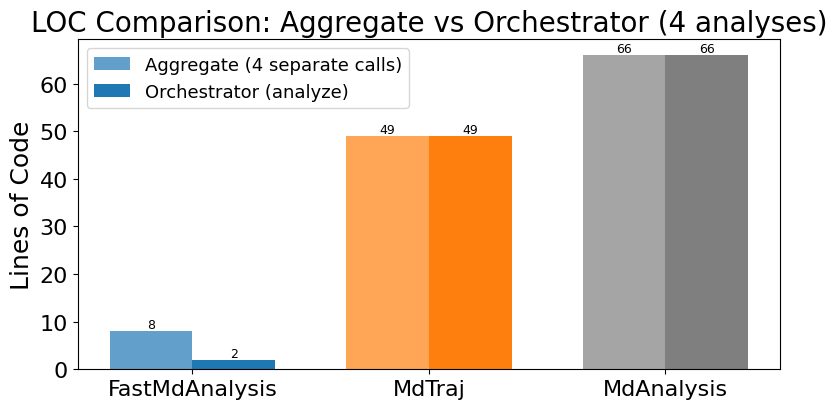 LOC Comparison: Aggregate vs Orchestrator (4 analyses)
Aggregate (4 separate calls)
Orchestrator (analyze)
Lines of Code
60
50
40
30
20
10
0
8
2
49
49
66
66
FastMdAnalysis
MdTraj
MdAnalysis